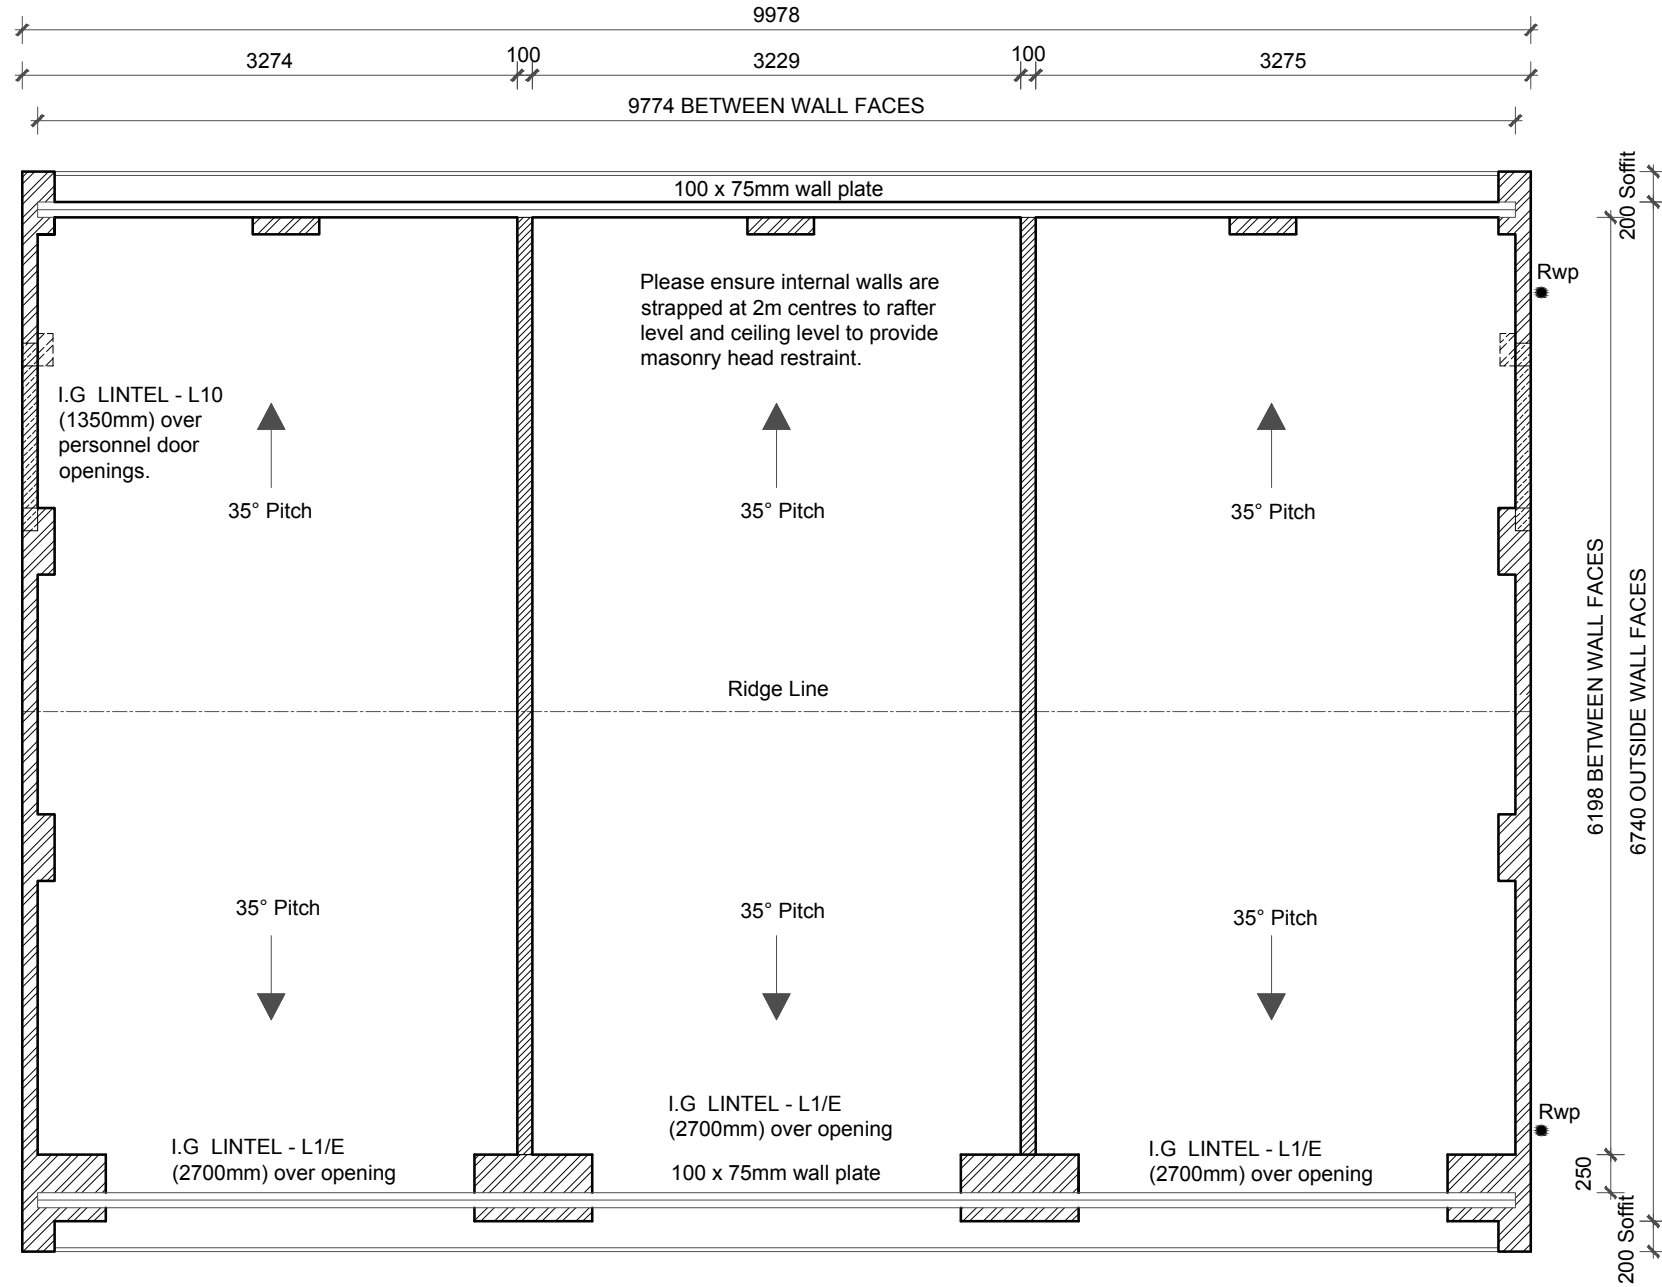 9978
3274
100
3229
100
3275
9774 BETWEEN WALL FACES
100 x 75mm wall plate
200 Soffit
Rwp
Please ensure internal walls are
strapped at 2m centres to rafter
level and ceiling level to provide
masonry head restraint.
I.G LINTEL - L10
(1350mm) over
personnel door
openings.
35° Pitch
35° Pitch
35° Pitch
6198 BETWEEN WALL FACES
6740 OUTSIDE WALL FACES
Ridge Line
35° Pitch
35° Pitch
35° Pitch
I.G LINTEL - L1/E
(2700mm) over opening
I.G LINTEL - L1/E
(2700mm) over opening
I.G LINTEL - L1/E
(2700mm) over opening
100 x 75mm wall plate
Rwp
250
200 Soffit